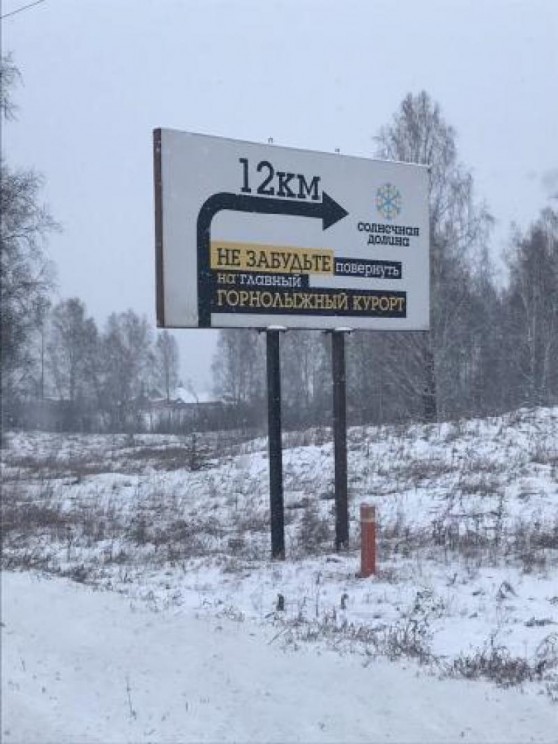 12км
солнечная
долина
НЕ ЗАБУДЬТЕ повернуть
на главный
ГОРНОЛЫЖНЫЙ КУРОРТ